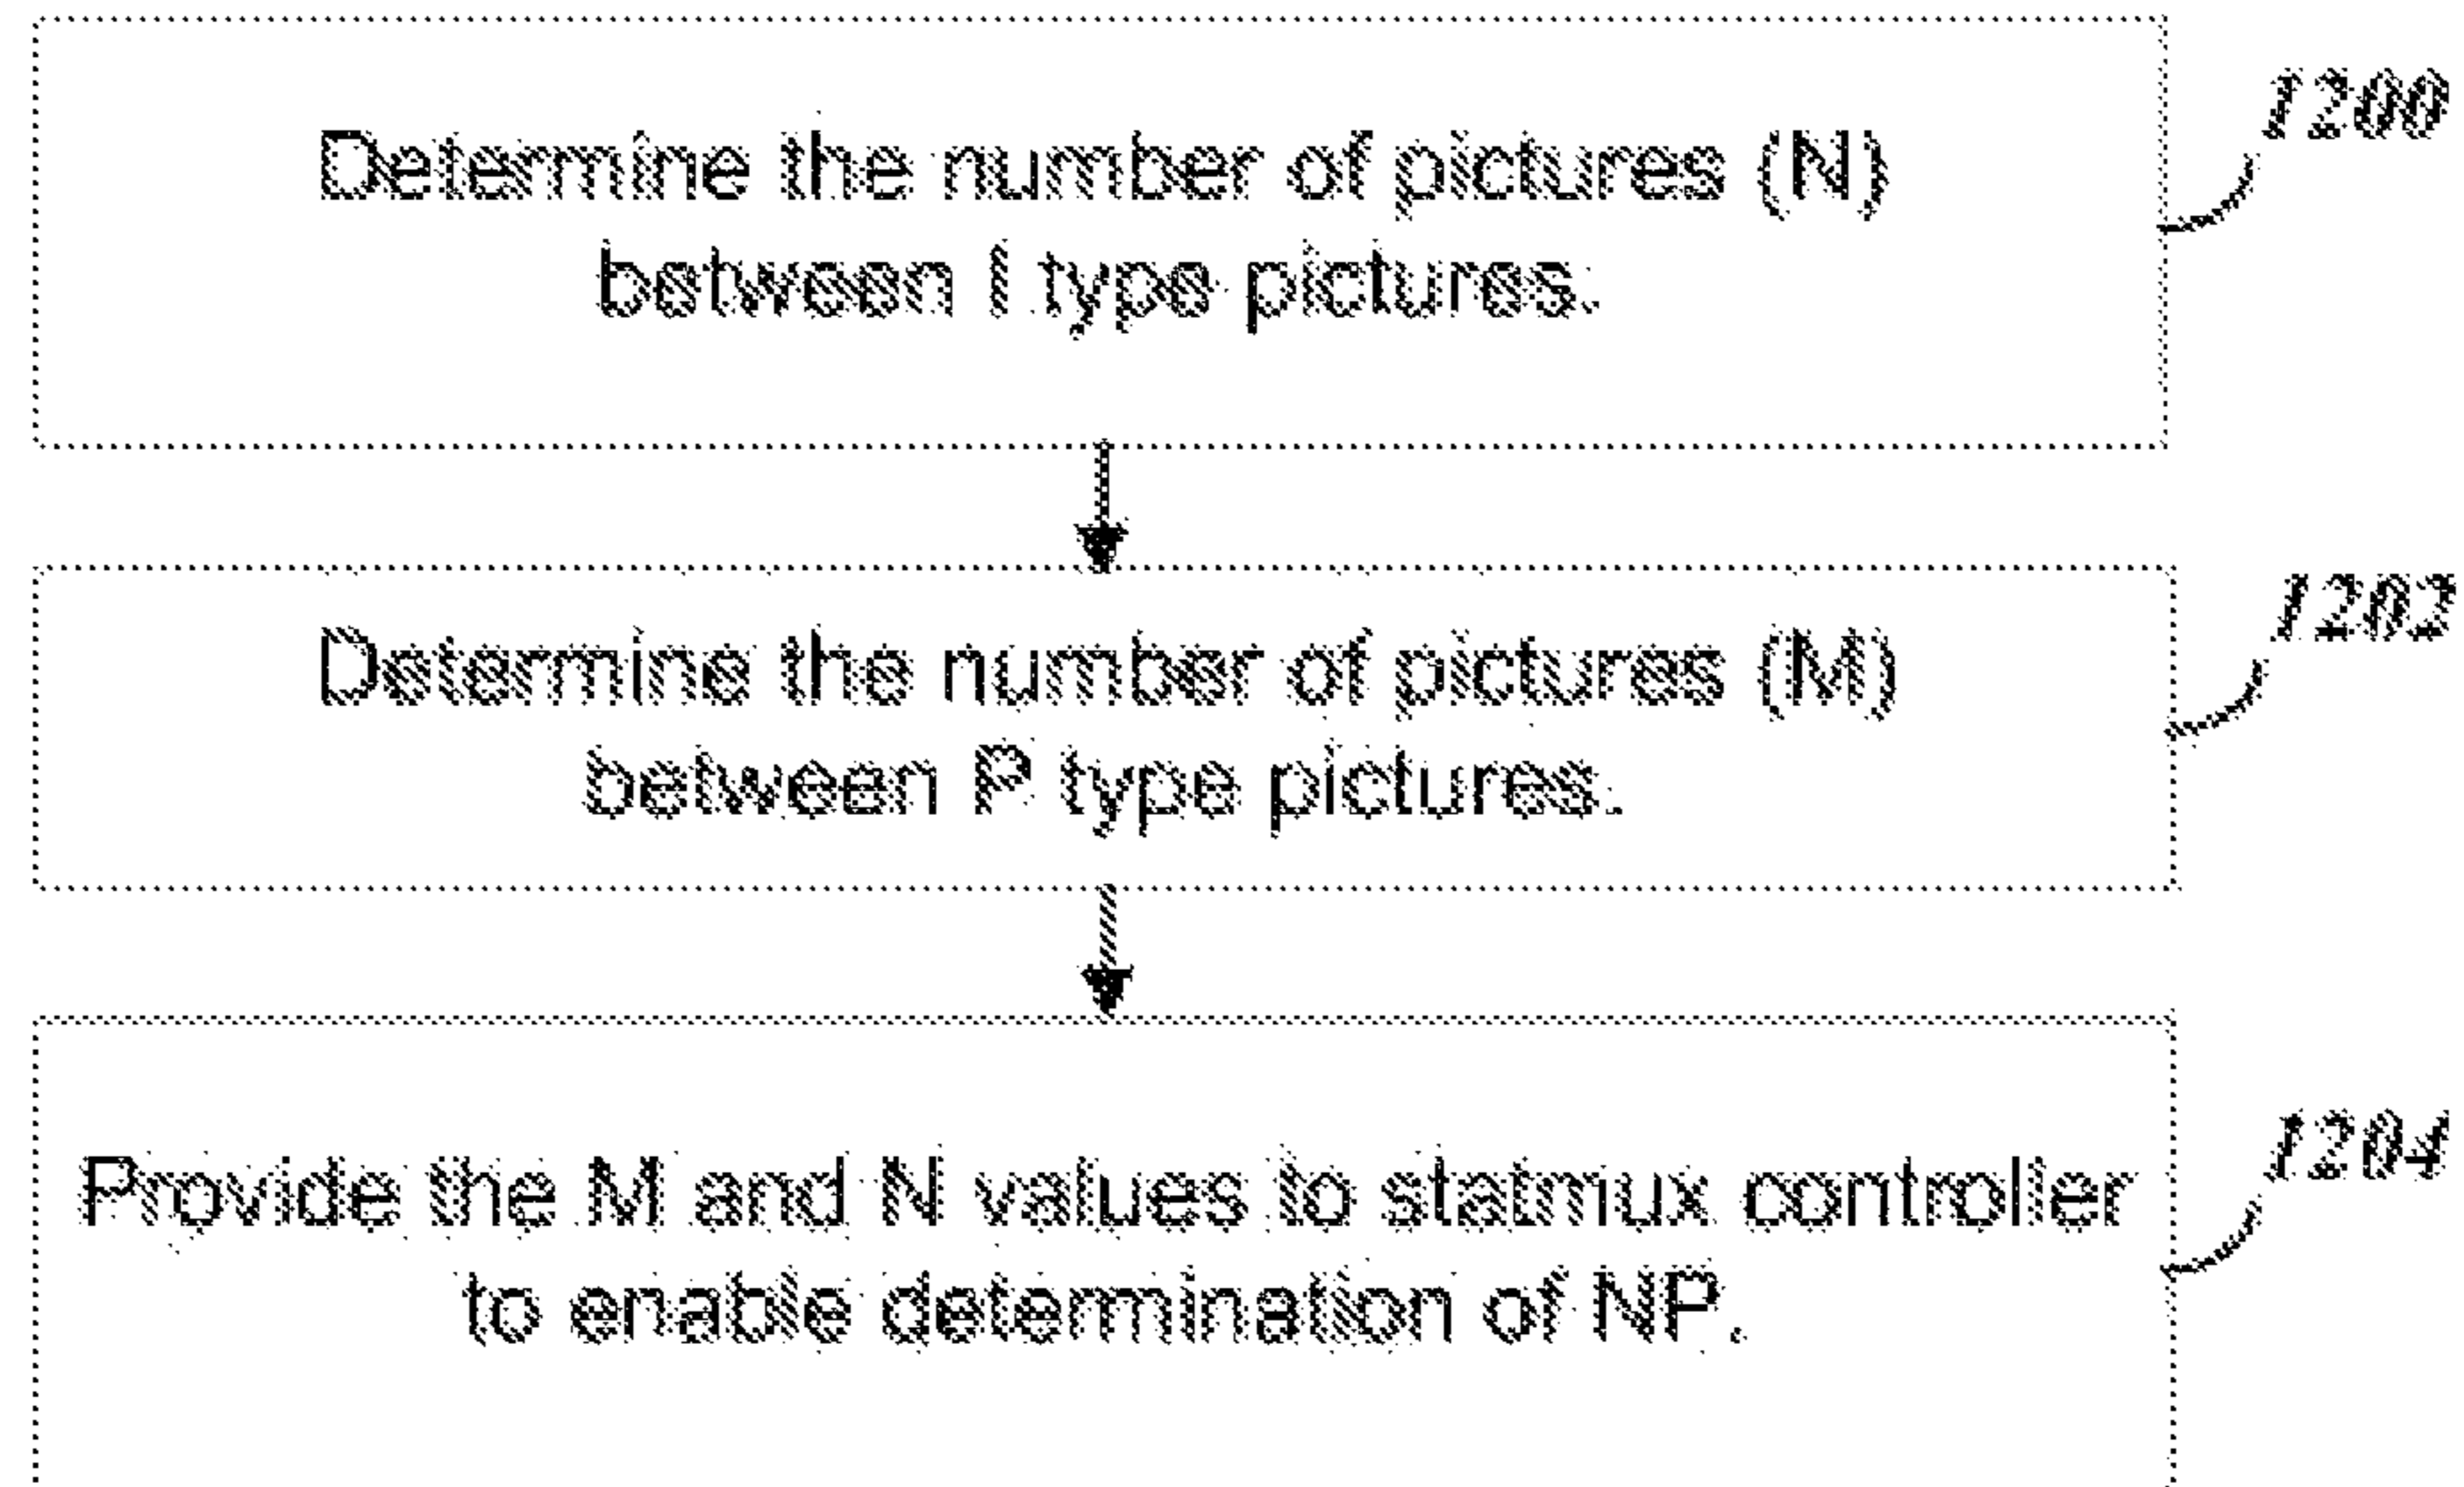 1200
Determine the number of pictures (N)
between I type pictures.
1202
Determine the number of pictures (M)
between P type pictures.
1204
Provide the M and N values to statmux controller
to enable determination of NP.